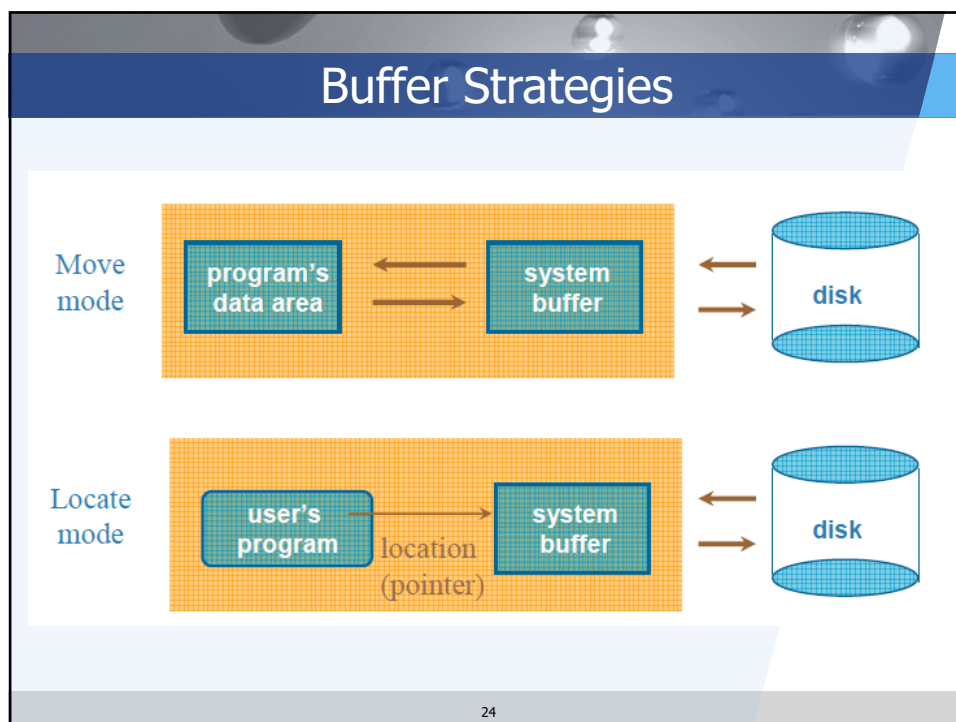 Buffer Strategies
Move
mode
program's
data area
system
buffer
disk
Locate
mode
user's
program
location
(pointer)
system
buffer
disk
24